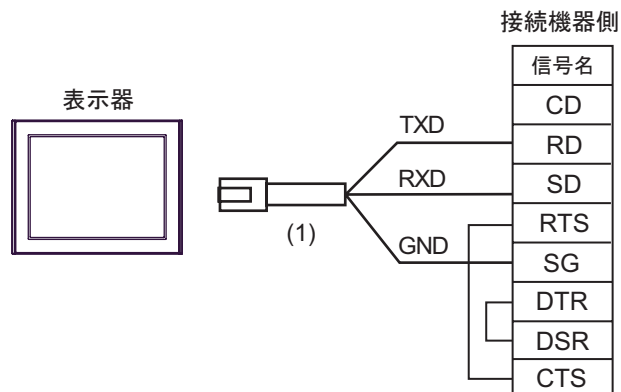 接続機器側
信号名
表示器
CD
TXD
RD
RXD
SD
(1)
RTS
GND
SG
DTR
DSR
CTS